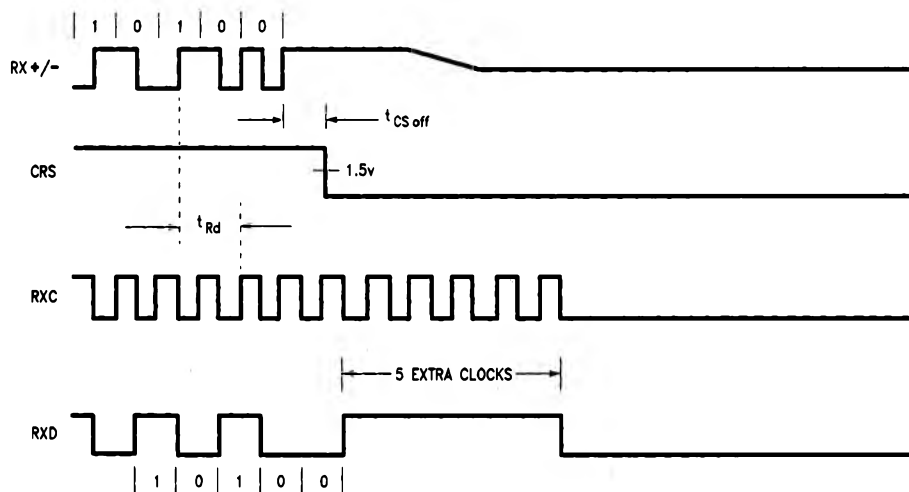 1 0 1 0 0
RX +/-
t CS off
CRS
1.5v
t Rd
RXC
5 EXTRA CLOCKS
RXD
1 0 1 0 0